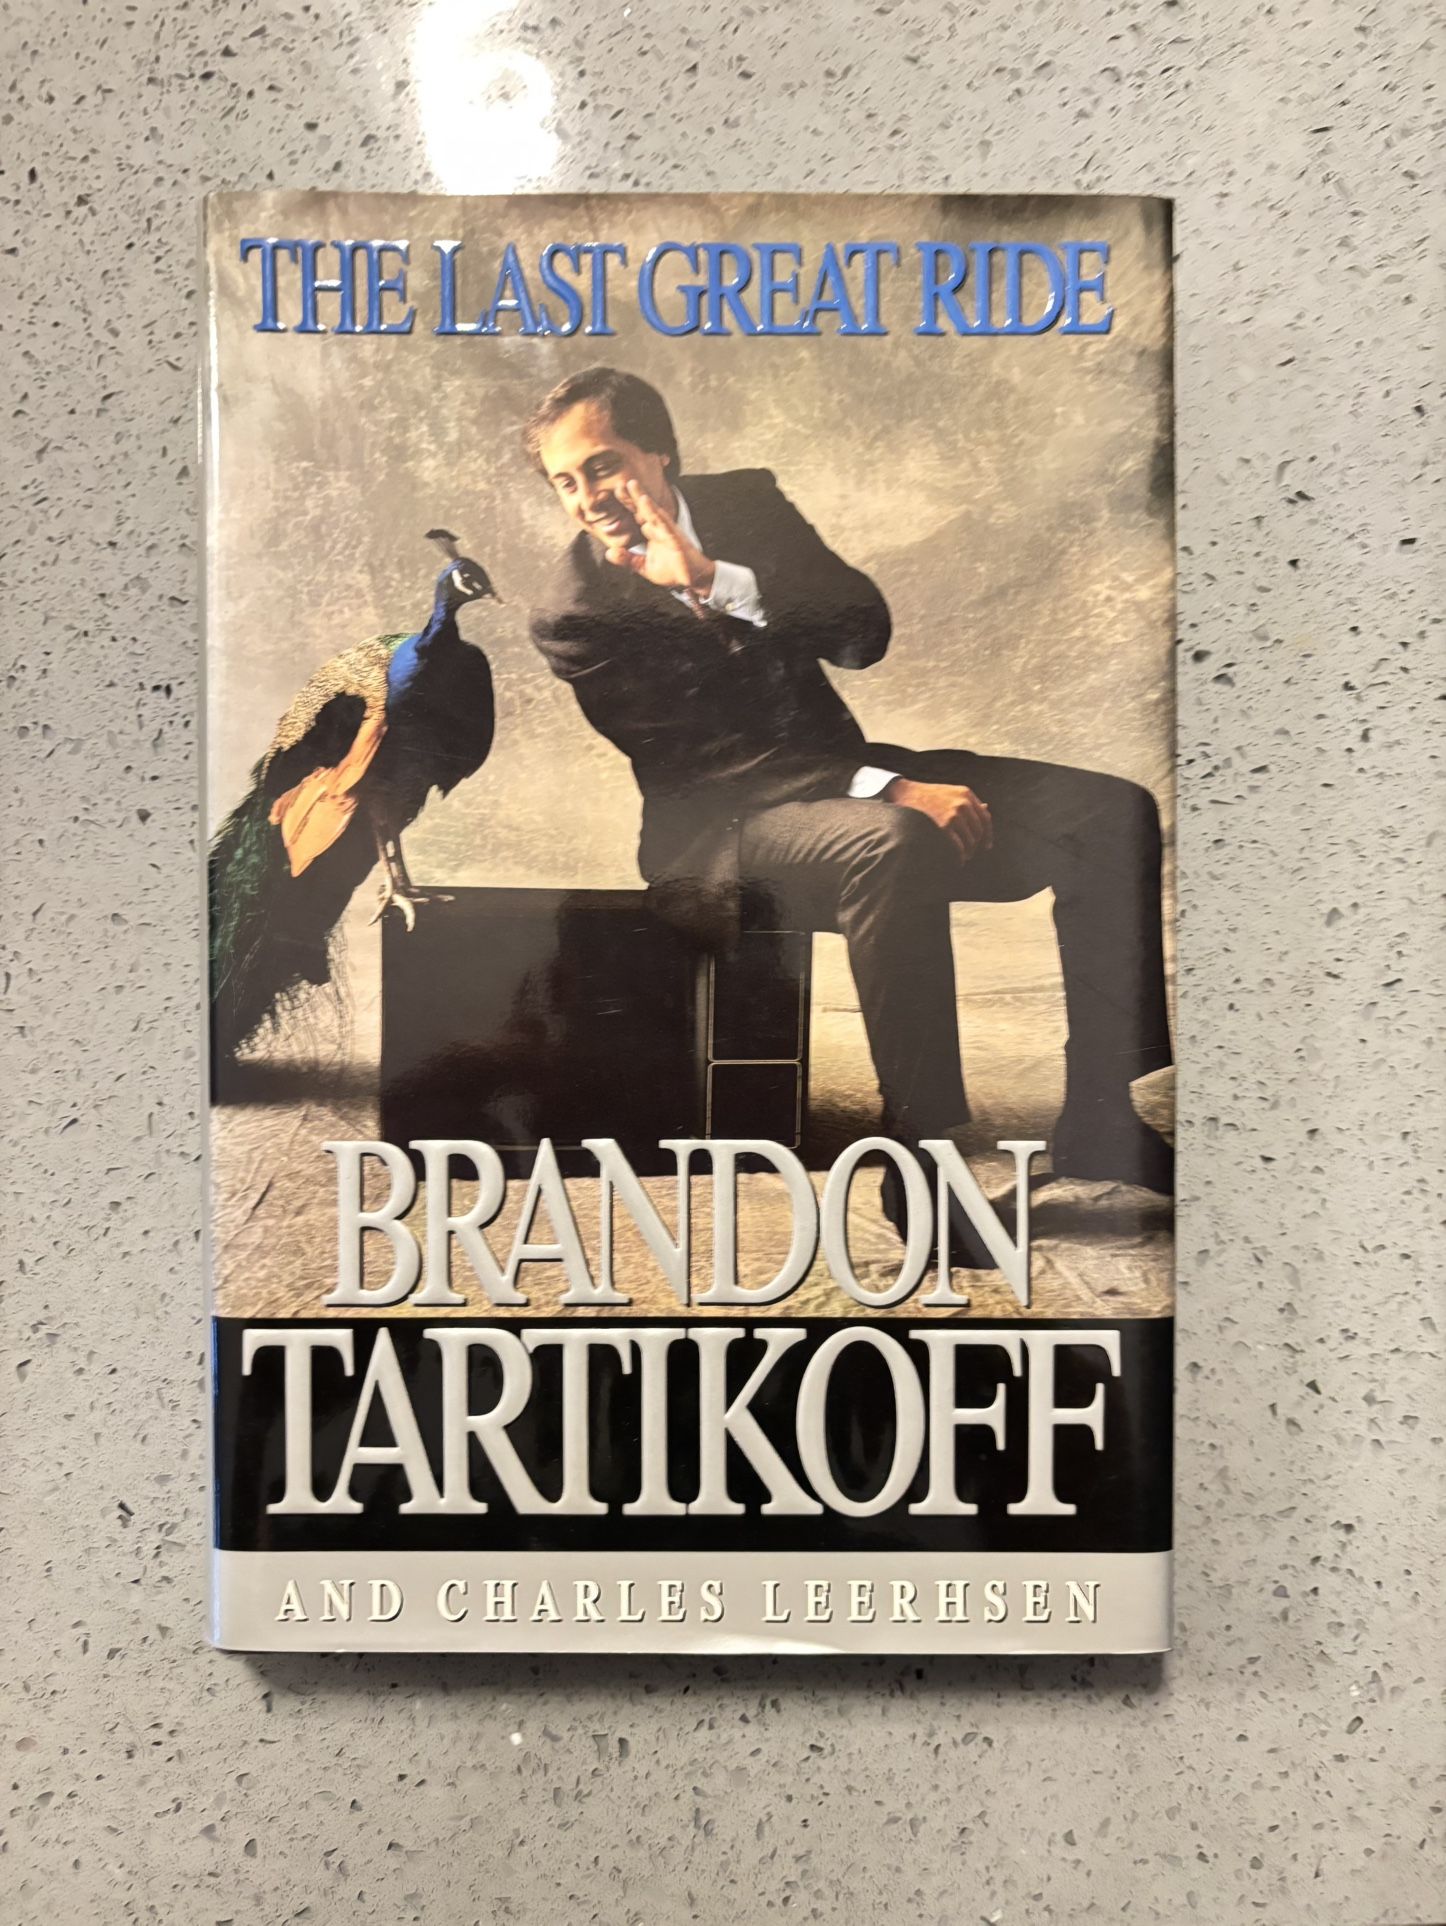 THE LAST GREAT RIDE
BRANDON
TARTIKOFF
AND CHARLES LEERHSEN